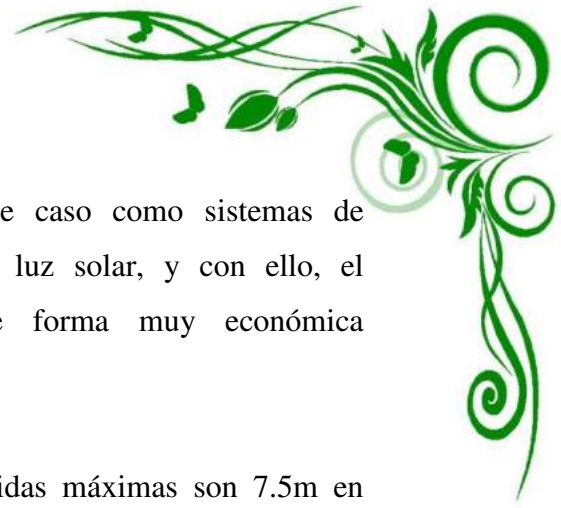 e caso como sistemas de
luz solar, y con ello, el
e forma muy económica
idas máximas son 7.5m en